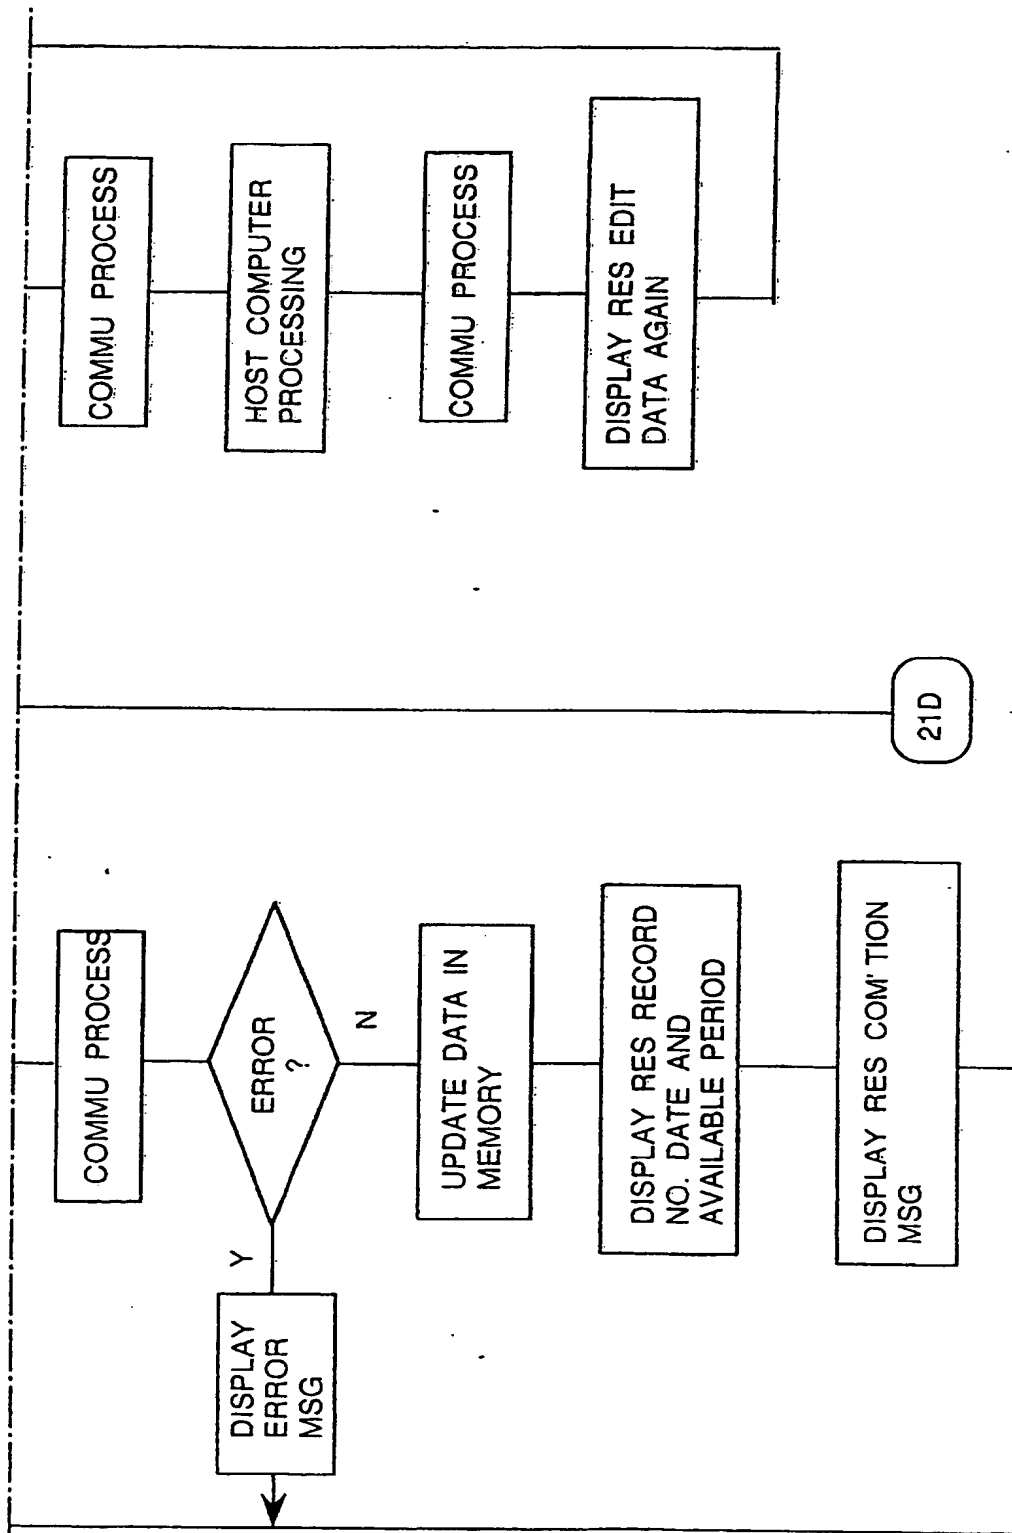 COMMU PROCESS
ERROR
?
Y
N
DISPLAY
ERROR
MSG
UPDATE DATA IN
MEMORY
DISPLAY RES RECORD
NO. DATE AND
AVAILABLE PERIOD
DISPLAY RES COM'TION
MSG
21D
COMMU PROCESS
HOST COMPUTER
PROCESSING
COMMU PROCESS
DISPLAY RES EDIT
DATA AGAIN